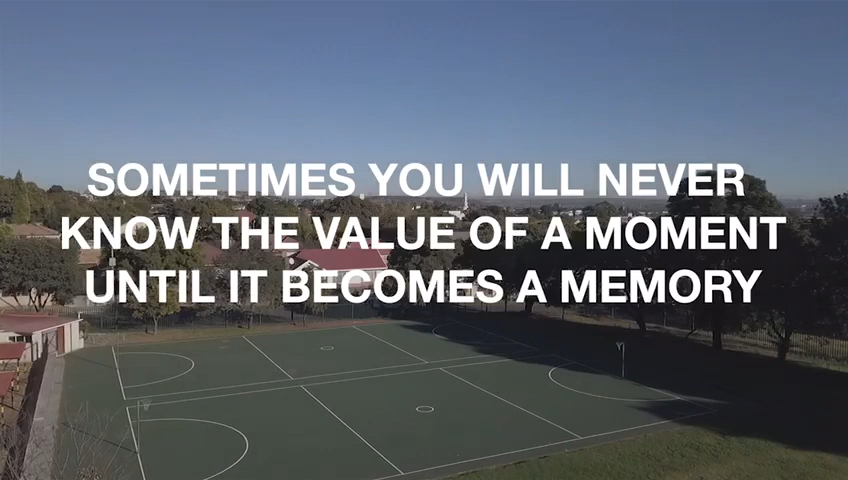 SOMETIMES YOU WILL NEVER
KNOW THE VALUE OF A MOMENT
UNTIL IT BECOMES A MEMORY